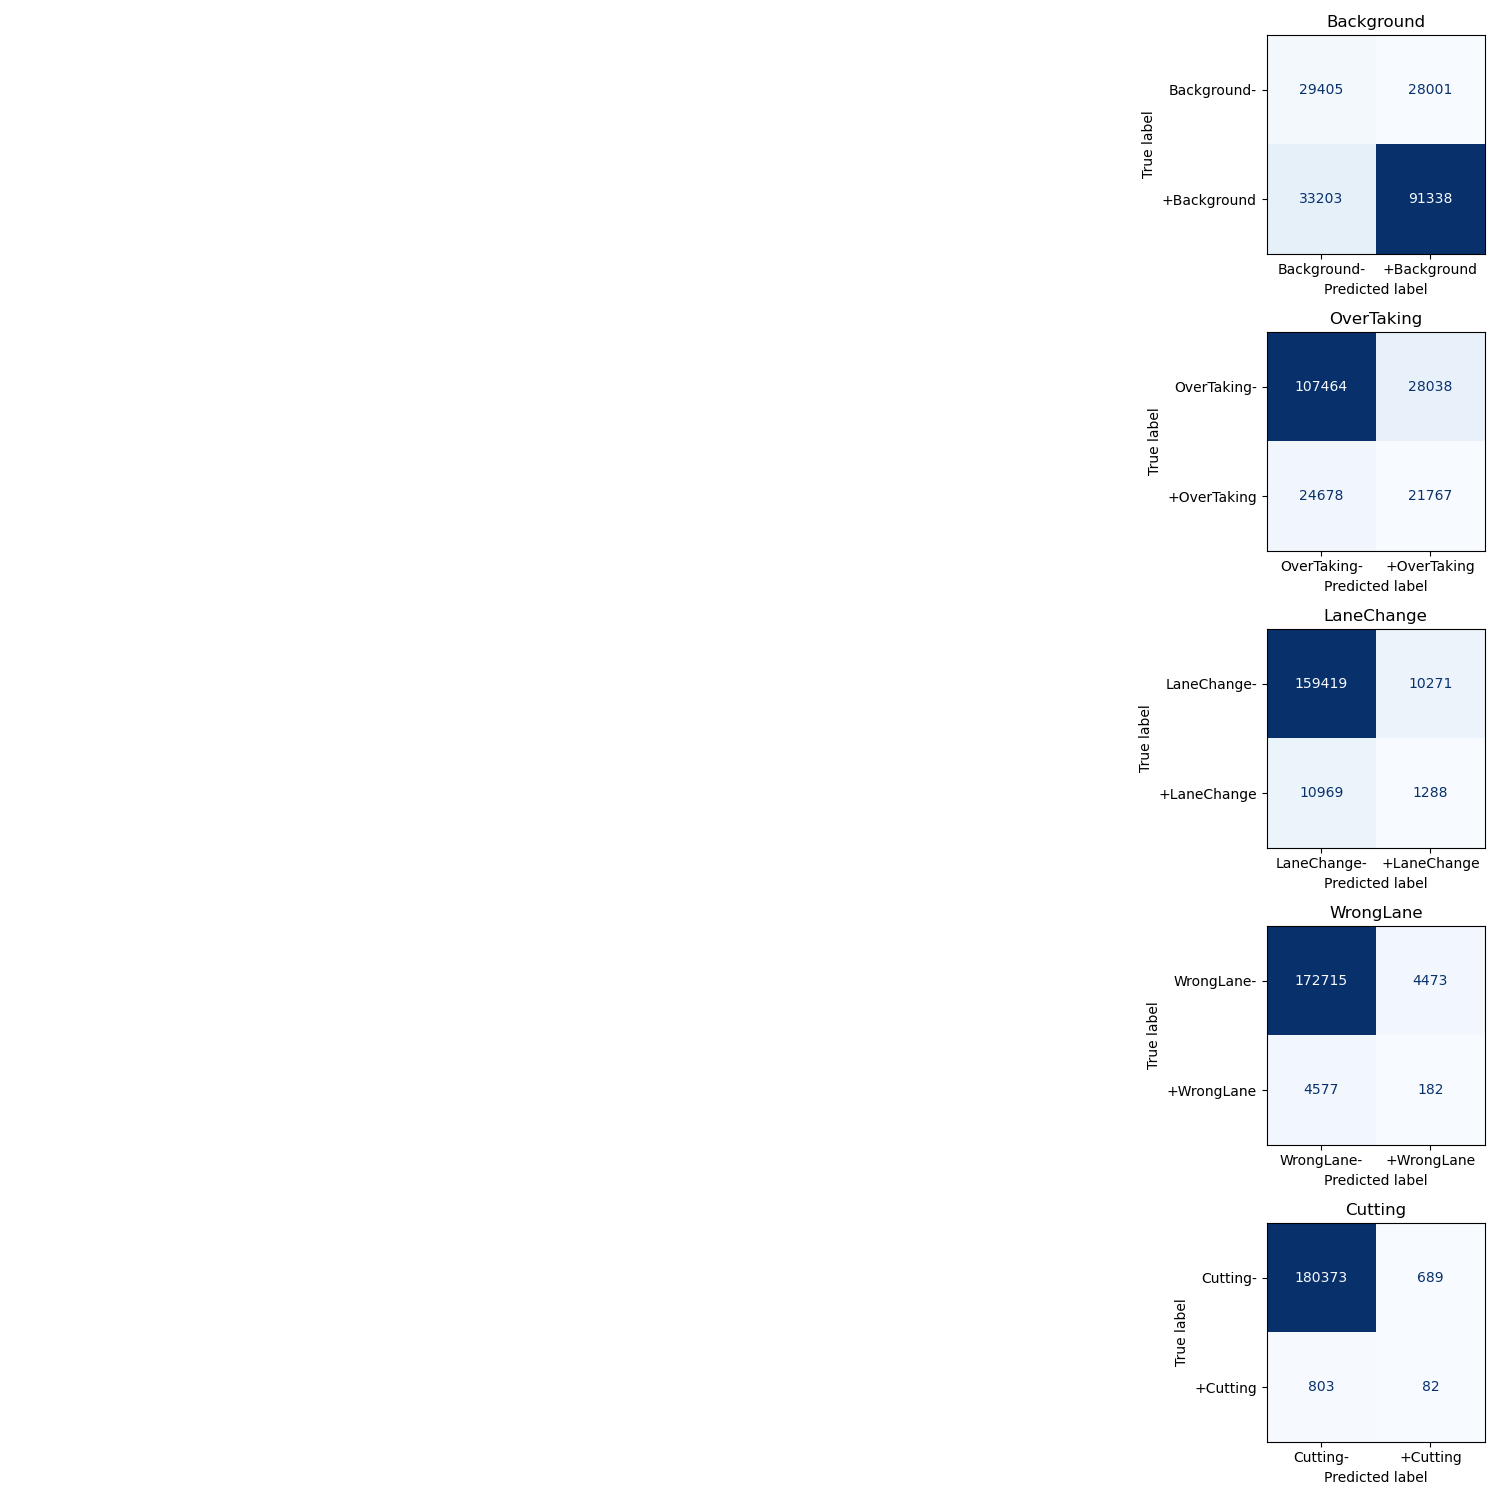 Background
True label
Background-
29405 28001
+Background
33203 91338
Background- +Background
Predicted label
OverTaking
True label
OverTaking-
107464 28038
+OverTaking
24678 21767
OverTaking- +OverTaking
Predicted label
LaneChange
True label
LaneChange-
159419 10271
+LaneChange
10969 1288
LaneChange- +LaneChange
Predicted label
WrongLane
True label
WrongLane-
172715 4473
+WrongLane
4577 182
WrongLane- +WrongLane
Predicted label
Cutting
True label
Cutting-
180373 689
+Cutting
803 82
Cutting- +Cutting
Predicted label